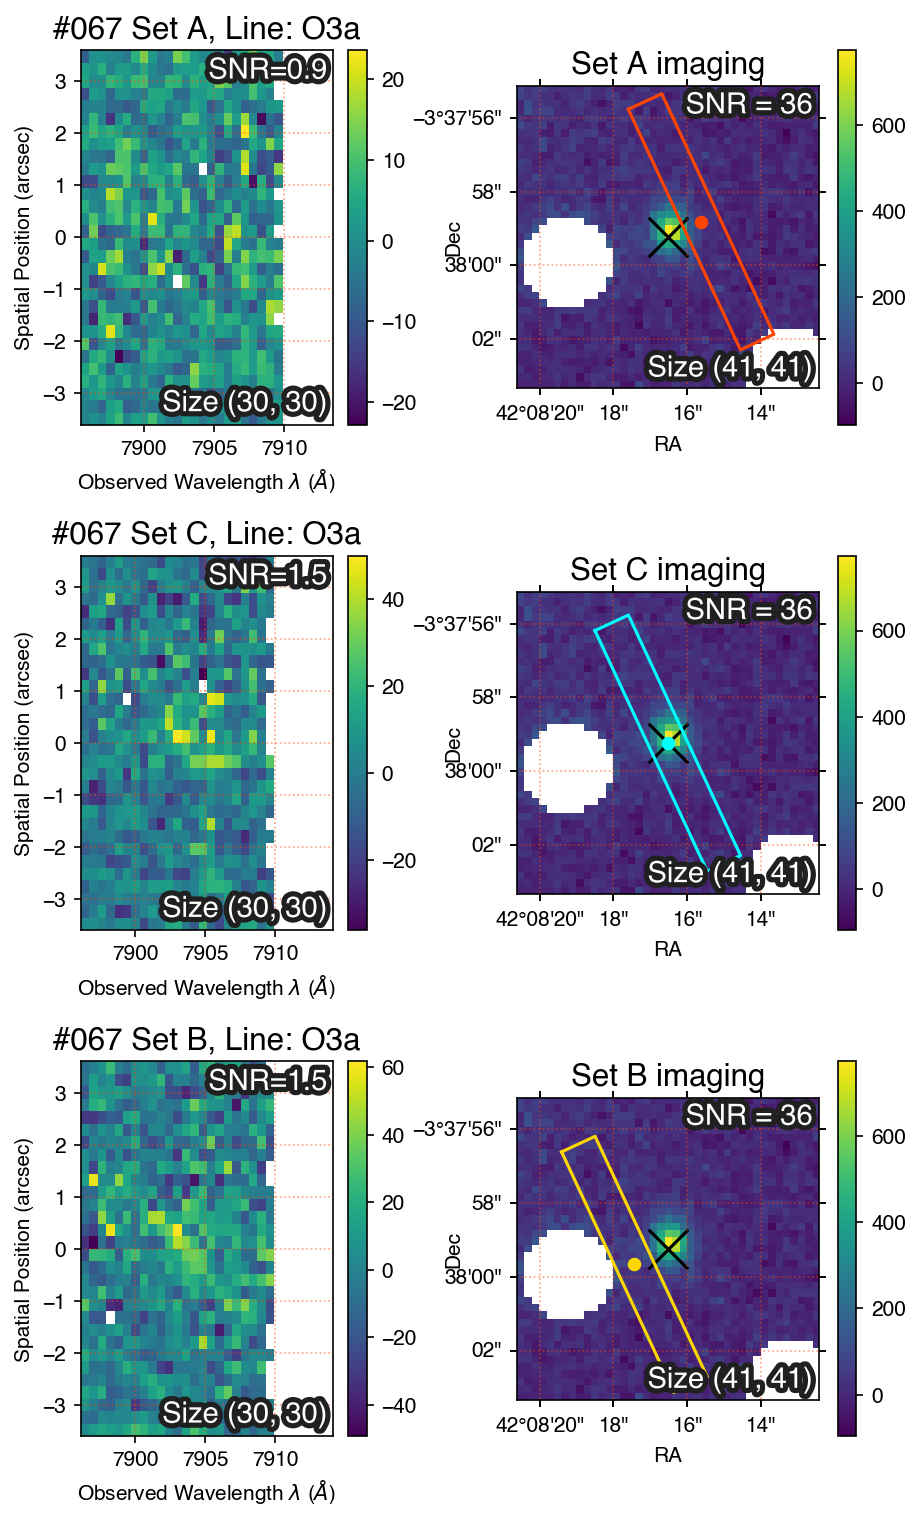 #067 Set A, Line: O3a
SNR=0.9
Size (30, 30)
3
2
1
0
−1
−2
−3
Spatial Position (arcsec)
7900 7905 7910
Observed Wavelength λ (Å)
20
10
0
−10
−20
Set A imaging
SNR = 36
Size (41, 41)
−3°37'56"
58"
38'00"
02"
Dec
42°08'20" 18" 16" 14"
RA
600
400
200
0
#067 Set C, Line: O3a
SNR=1.5
Size (30, 30)
3
2
1
0
−1
−2
−3
Spatial Position (arcsec)
7900 7905 7910
Observed Wavelength λ (Å)
40
20
0
−20
Set C imaging
SNR = 36
Size (41, 41)
−3°37'56"
58"
38'00"
02"
Dec
42°08'20" 18" 16" 14"
RA
600
400
200
0
#067 Set B, Line: O3a
SNR=1.5
Size (30, 30)
3
2
1
0
−1
−2
−3
Spatial Position (arcsec)
7900 7905 7910
Observed Wavelength λ (Å)
60
40
20
0
−20
−40
Set B imaging
SNR = 36
Size (41, 41)
−3°37'56"
58"
38'00"
02"
Dec
42°08'20" 18" 16" 14"
RA
600
400
200
0